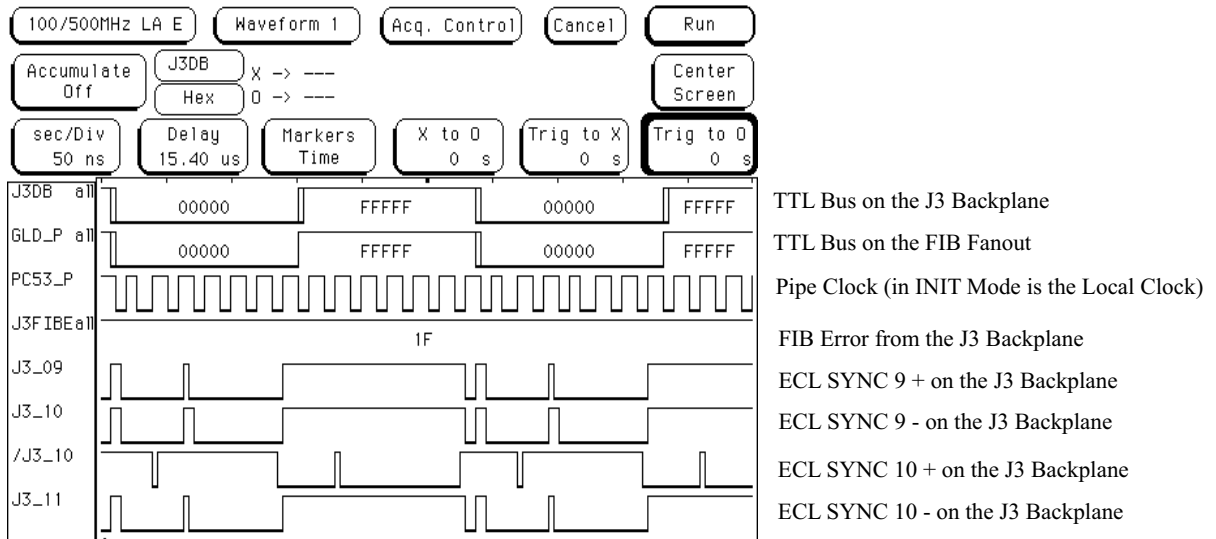 100/500MHz LA E Waveform 1 Acq. Control Cancel Run
Accumulate Off J3DB X -> --- Center Screen
Hex O -> ---
sec/Div 50 ns Delay 15.40 us Markers Time X to O 0 s Trig to X 0 s Trig to O 0 s
J3DB all 00000 FFFFF 00000 FFFFF TTL Bus on the J3 Backplane
GLD_P all 00000 FFFFF 00000 FFFFF TTL Bus on the FIB Fanout
PC53_P Pipe Clock (in INIT Mode is the Local Clock)
J3FIBEall 1F FIB Error from the J3 Backplane
J3_09 ECL SYNC 9 + on the J3 Backplane
J3_10 ECL SYNC 9 - on the J3 Backplane
/J3_10 ECL SYNC 10 + on the J3 Backplane
J3_11 ECL SYNC 10 - on the J3 Backplane